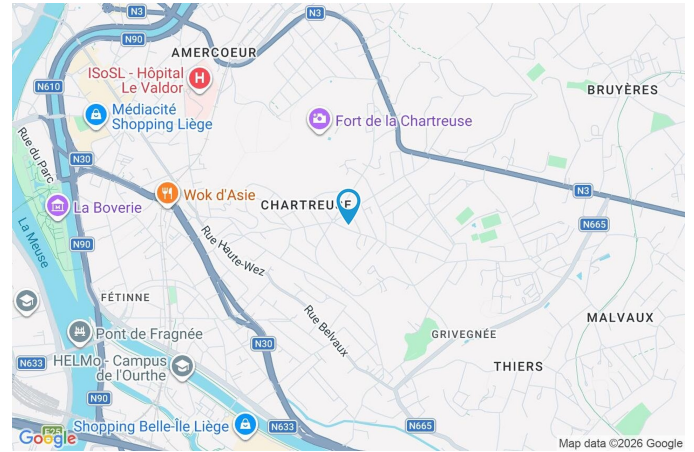 N3
N3
N90
AMERCOEUR
ISoSL - Hôpital
Le Valdor
H
BRUYÈRES
N610
Médiacité
Shopping Liège
Fort de la Chartreuse
Rue du Parc
N30
Wok d'Asie
N3
La Boverie
CHARTREUSE
N665
La Meuse
N90
Rue Haute-Wez
FÉTINNE
Rue Belvaux
MALVAUX
Pont de Fragnée
GRIVEGNÉE
N30
N633
HELMo - Campus
de l'Ourthe
THIERS
N90
Shopping Belle-Île Liège
N633
E25
Google
Map data ©2026 Google